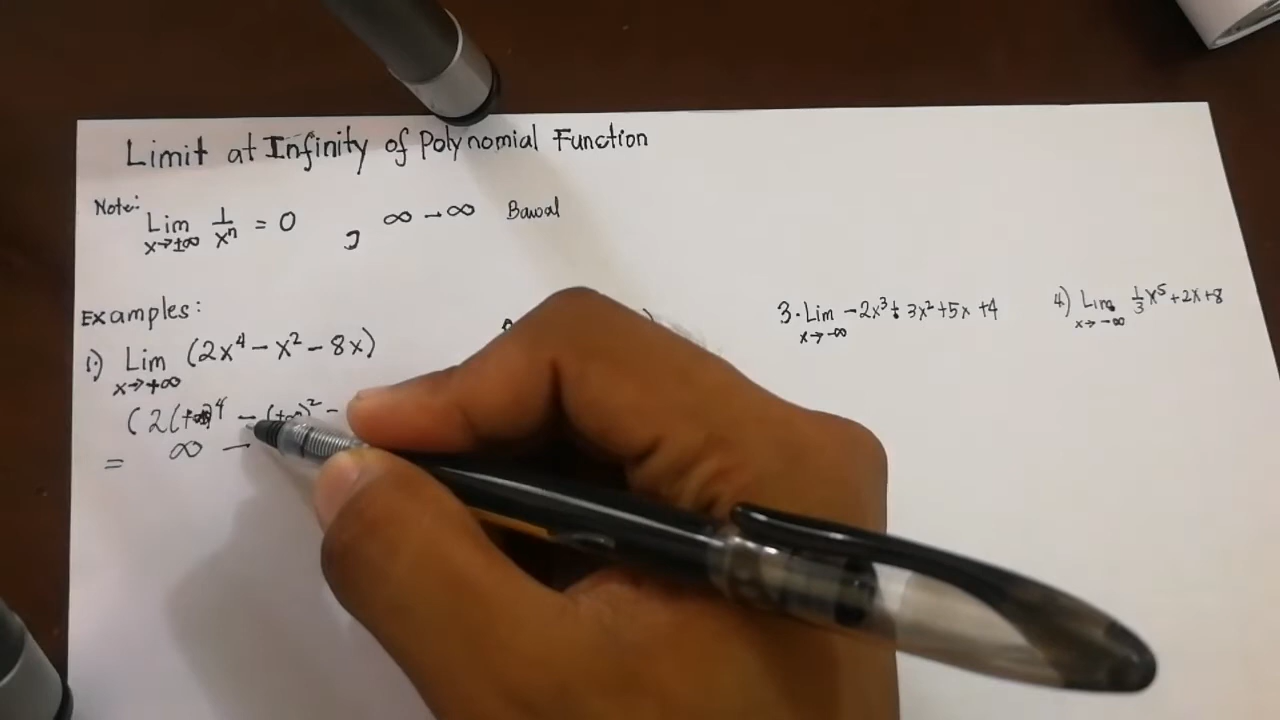 Limit at Infinity of Polynomial Function
Note: Lim x→±∞ 1/xⁿ = 0 , ∞ - ∞ Bawal
Examples:
1.) Lim x→+∞ (2x⁴ - x² - 8x)
(2(+∞)⁴ - (+∞)² -
= ∞ -
3. Lim x→-∞ -2x³ + 3x² + 5x + 4
4) Lim x→-∞ 1/3 x⁵ + 2x + 8